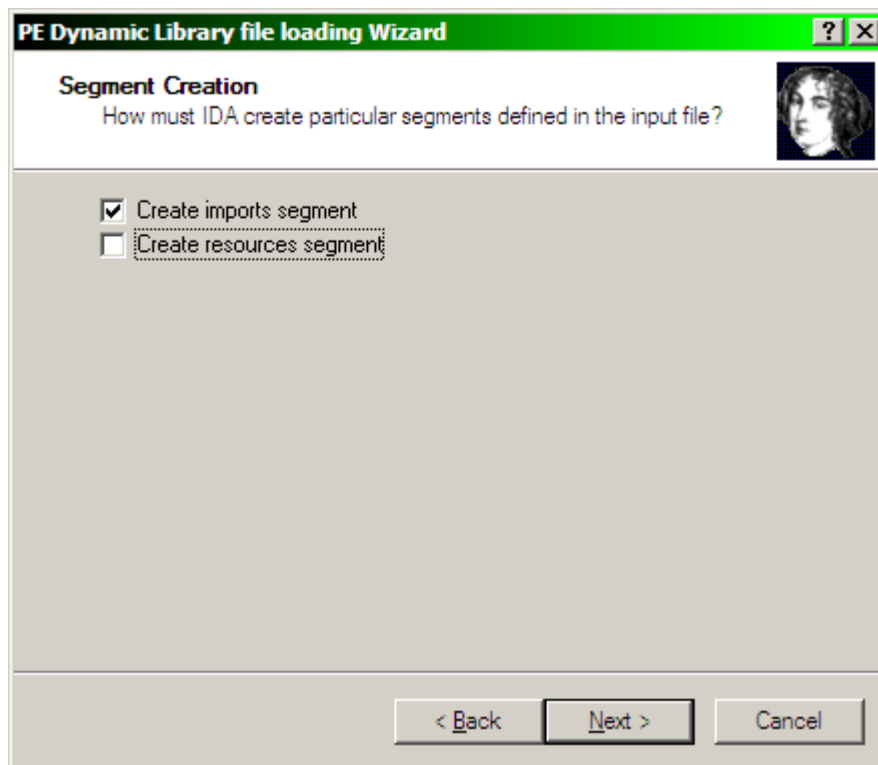 PE Dynamic Library file loading Wizard
Segment Creation
How must IDA create particular segments defined in the input file?
Create imports segment
Create resources segment
< Back Next > Cancel